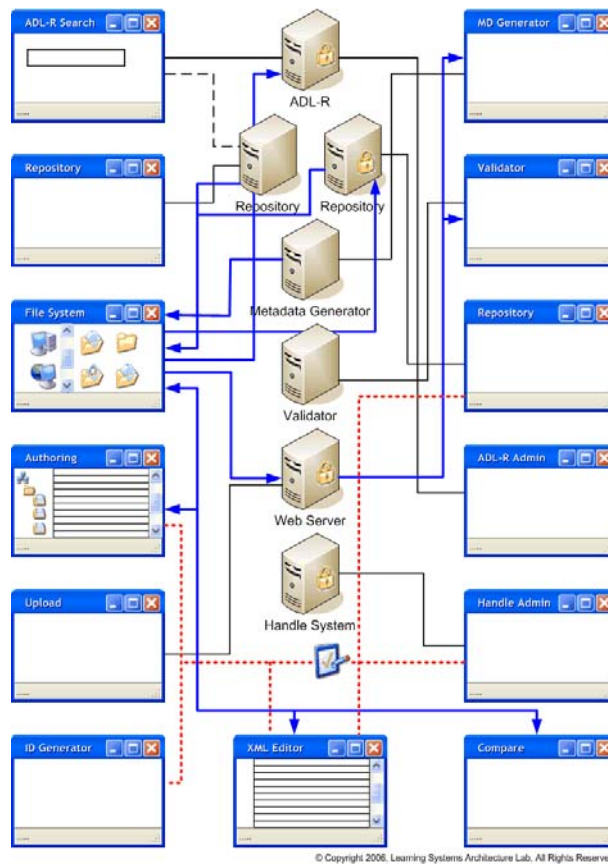 ADL-R Search
MD Generator
ADL-R
Repository
Validator
Repository
Repository
Metadata Generator
File System
Repository
Validator
Authoring
ADL-R Admin
Web Server
Upload
Handle Admin
Handle System
ID Generator
XML Editor
Compare
© Copyright 2006, Learning Systems Architecture Lab, All Rights Reserve